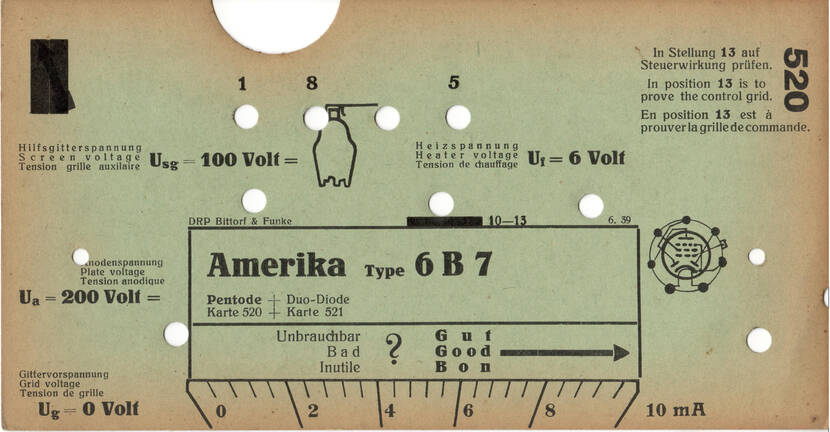 In Stellung 13 auf
Steuerwirkung prüfen.
In position 13 is to
prove the control grid.
En position 13 est à
prouver la grille de commande.
520
1 8 5
Hilfsgitterspannung
Screen voltage
Tension grille auxilaire
Usg = 100 Volt =
Heizspannung
Heater voltage
Tension de chauffage
Uf = 6 Volt
DRP Bittorf & Funke
10—13
6. 39
nodenspannung
Plate voltage
Tension anodique
Ua = 200 Volt =
Amerika Type 6 B 7
Pentode + Duo-Diode
Karte 520 + Karte 521
Unbrauchbar
Bad
Inutile
?
Gut
Good
Bon
Gittervorspannung
Grid voltage
Tension de grille
Ug = 0 Volt
0 2 4 6 8 10 mA